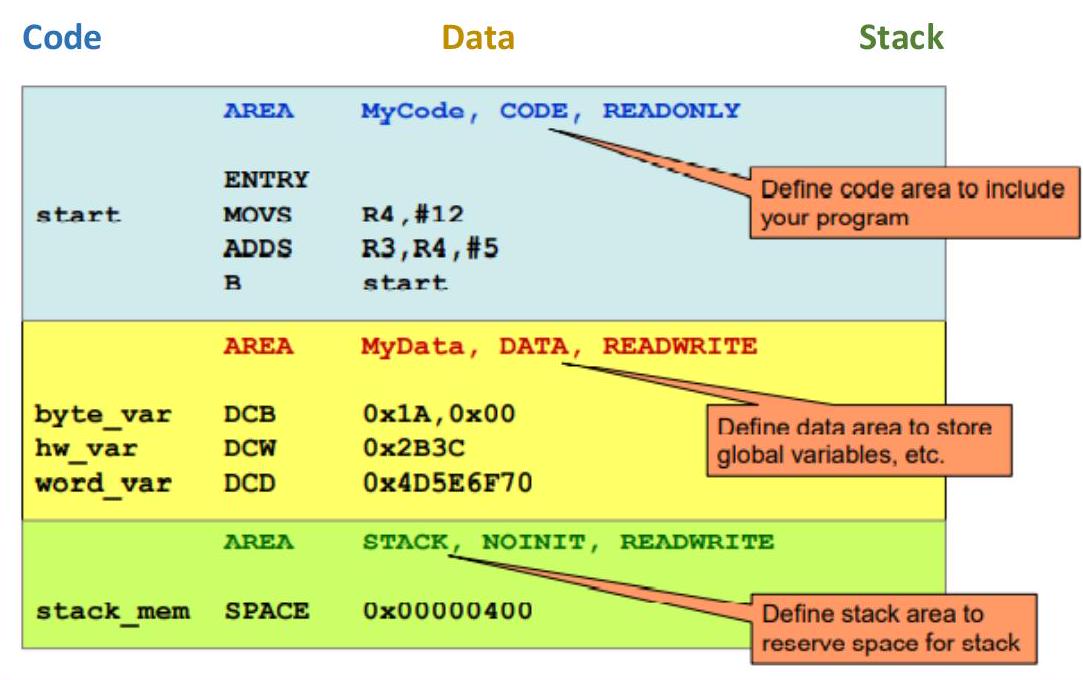 Code Data Stack
AREA MyCode, CODE, READONLY
Define code area to include
your program
ENTRY
start MOVS R4,#12
ADDS R3,R4,#5
B start
AREA MyData, DATA, READWRITE
Define data area to store
global variables, etc.
byte_var DCB 0x1A,0x00
hw_var DCW 0x2B3C
word_var DCD 0x4D5E6F70
AREA STACK, NOINIT, READWRITE
Define stack area to
reserve space for stack
stack_mem SPACE 0x00000400